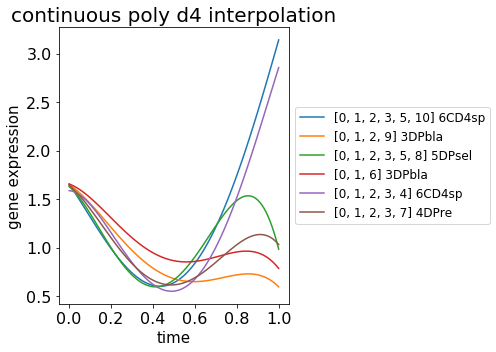 continuous poly d4 interpolation
gene expression
3.0
2.5
2.0
1.5
1.0
0.5
0.0 0.2 0.4 0.6 0.8 1.0
time
[0, 1, 2, 3, 5, 10] 6CD4sp
[0, 1, 2, 9] 3DPbla
[0, 1, 2, 3, 5, 8] 5DPsel
[0, 1, 6] 3DPbla
[0, 1, 2, 3, 4] 6CD4sp
[0, 1, 2, 3, 7] 4DPre